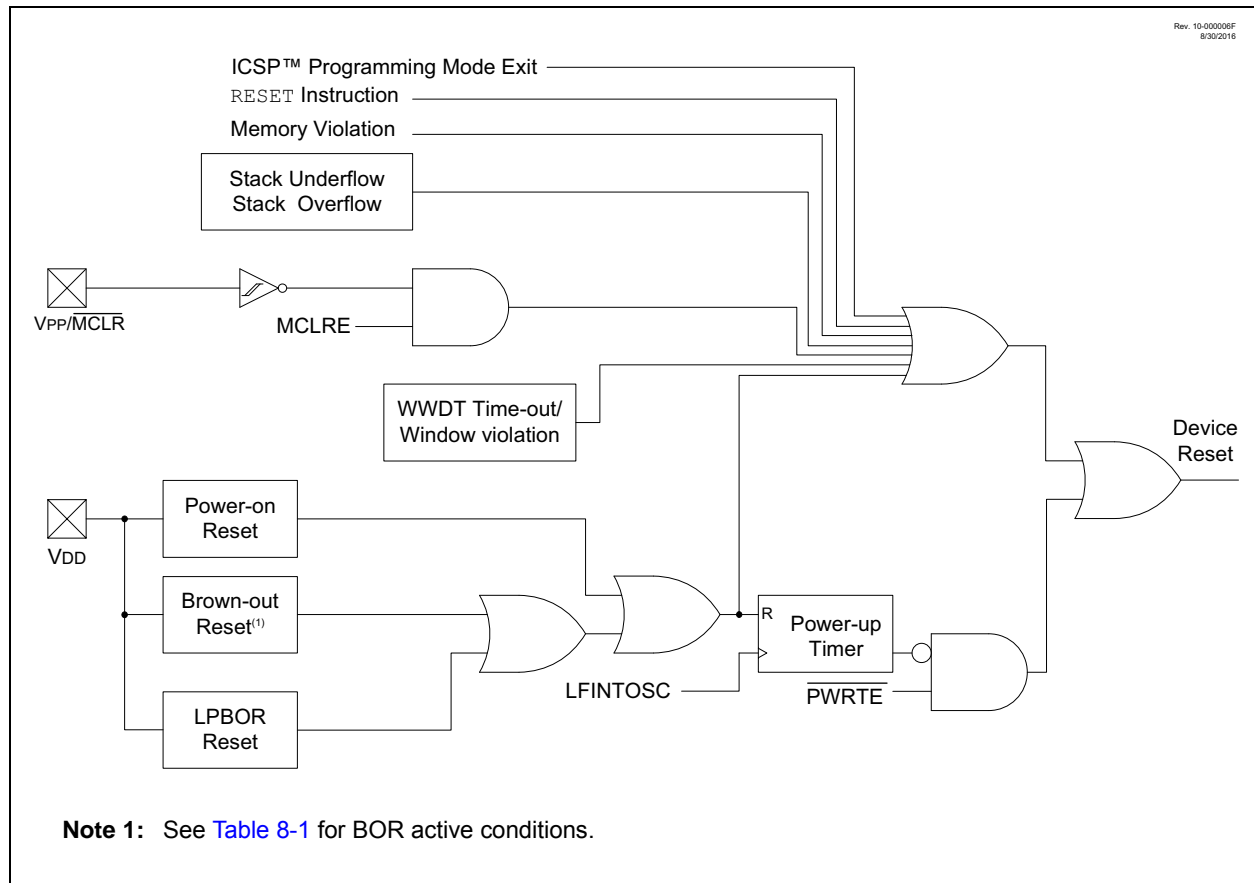 Rev. 10-000006F
8/30/2016
ICSP™ Programming Mode Exit
RESET Instruction
Memory Violation
Stack Underflow
Stack Overflow
VPP/MCLR
MCLRE
WWDT Time-out/
Window violation
Device
Reset
Power-on
Reset
VDD
Brown-out
Reset(1)
R
Power-up
Timer
LFINTOSC
PWRTE
LPBOR
Reset
Note 1: See Table 8-1 for BOR active conditions.